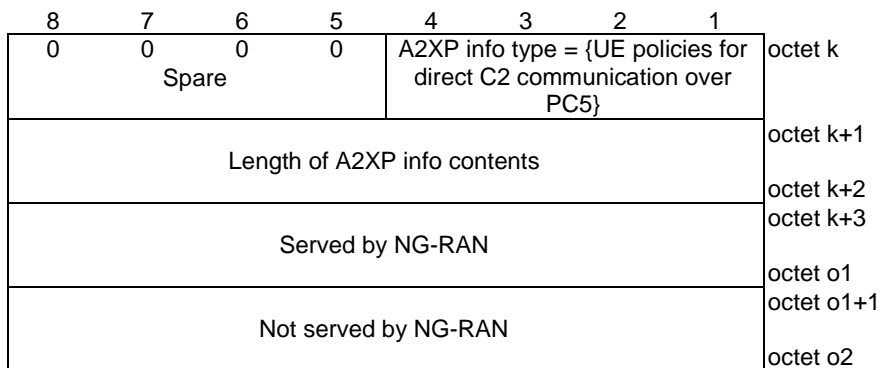 8 7 6 5 4 3 2 1
0 0 0 0 A2XP info type = {UE policies for octet k
Spare direct C2 communication over
PC5}
octet k+1
Length of A2XP info contents
octet k+2
octet k+3
Served by NG-RAN
octet o1
octet o1+1
Not served by NG-RAN
octet o2